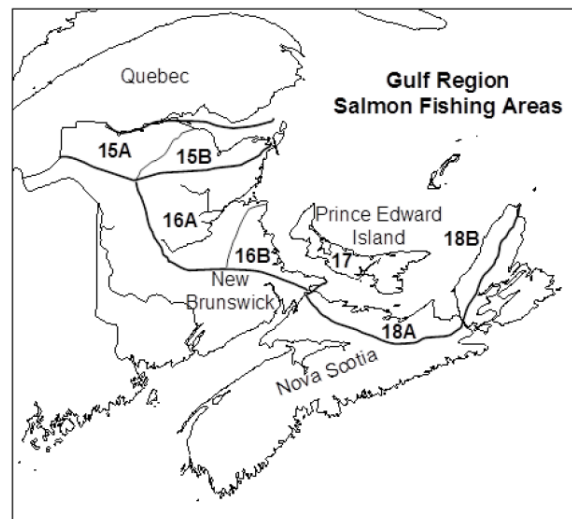 Quebec
Gulf Region
Salmon Fishing Areas
15A
15B
16A
Prince Edward
Island
18B
17
16B
New
Brunswick
18A
Nova Scotia